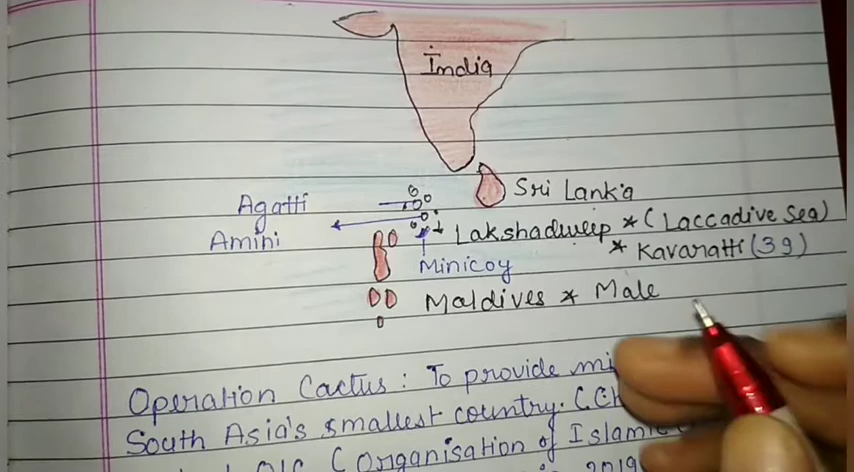 India
Sri Lanka
Agatti
Lakshadweep * (Laccadive Sea)
Amini
* Kavaratti (39)
Minicoy
Maldives * Male
Operation Cactus: To provide
South Asia's smallest country.
OIC (Organisation of Islamic
2019